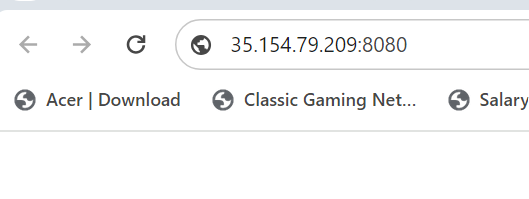 35.154.79.209:8080
Acer | Download Classic Gaming Net... Salary